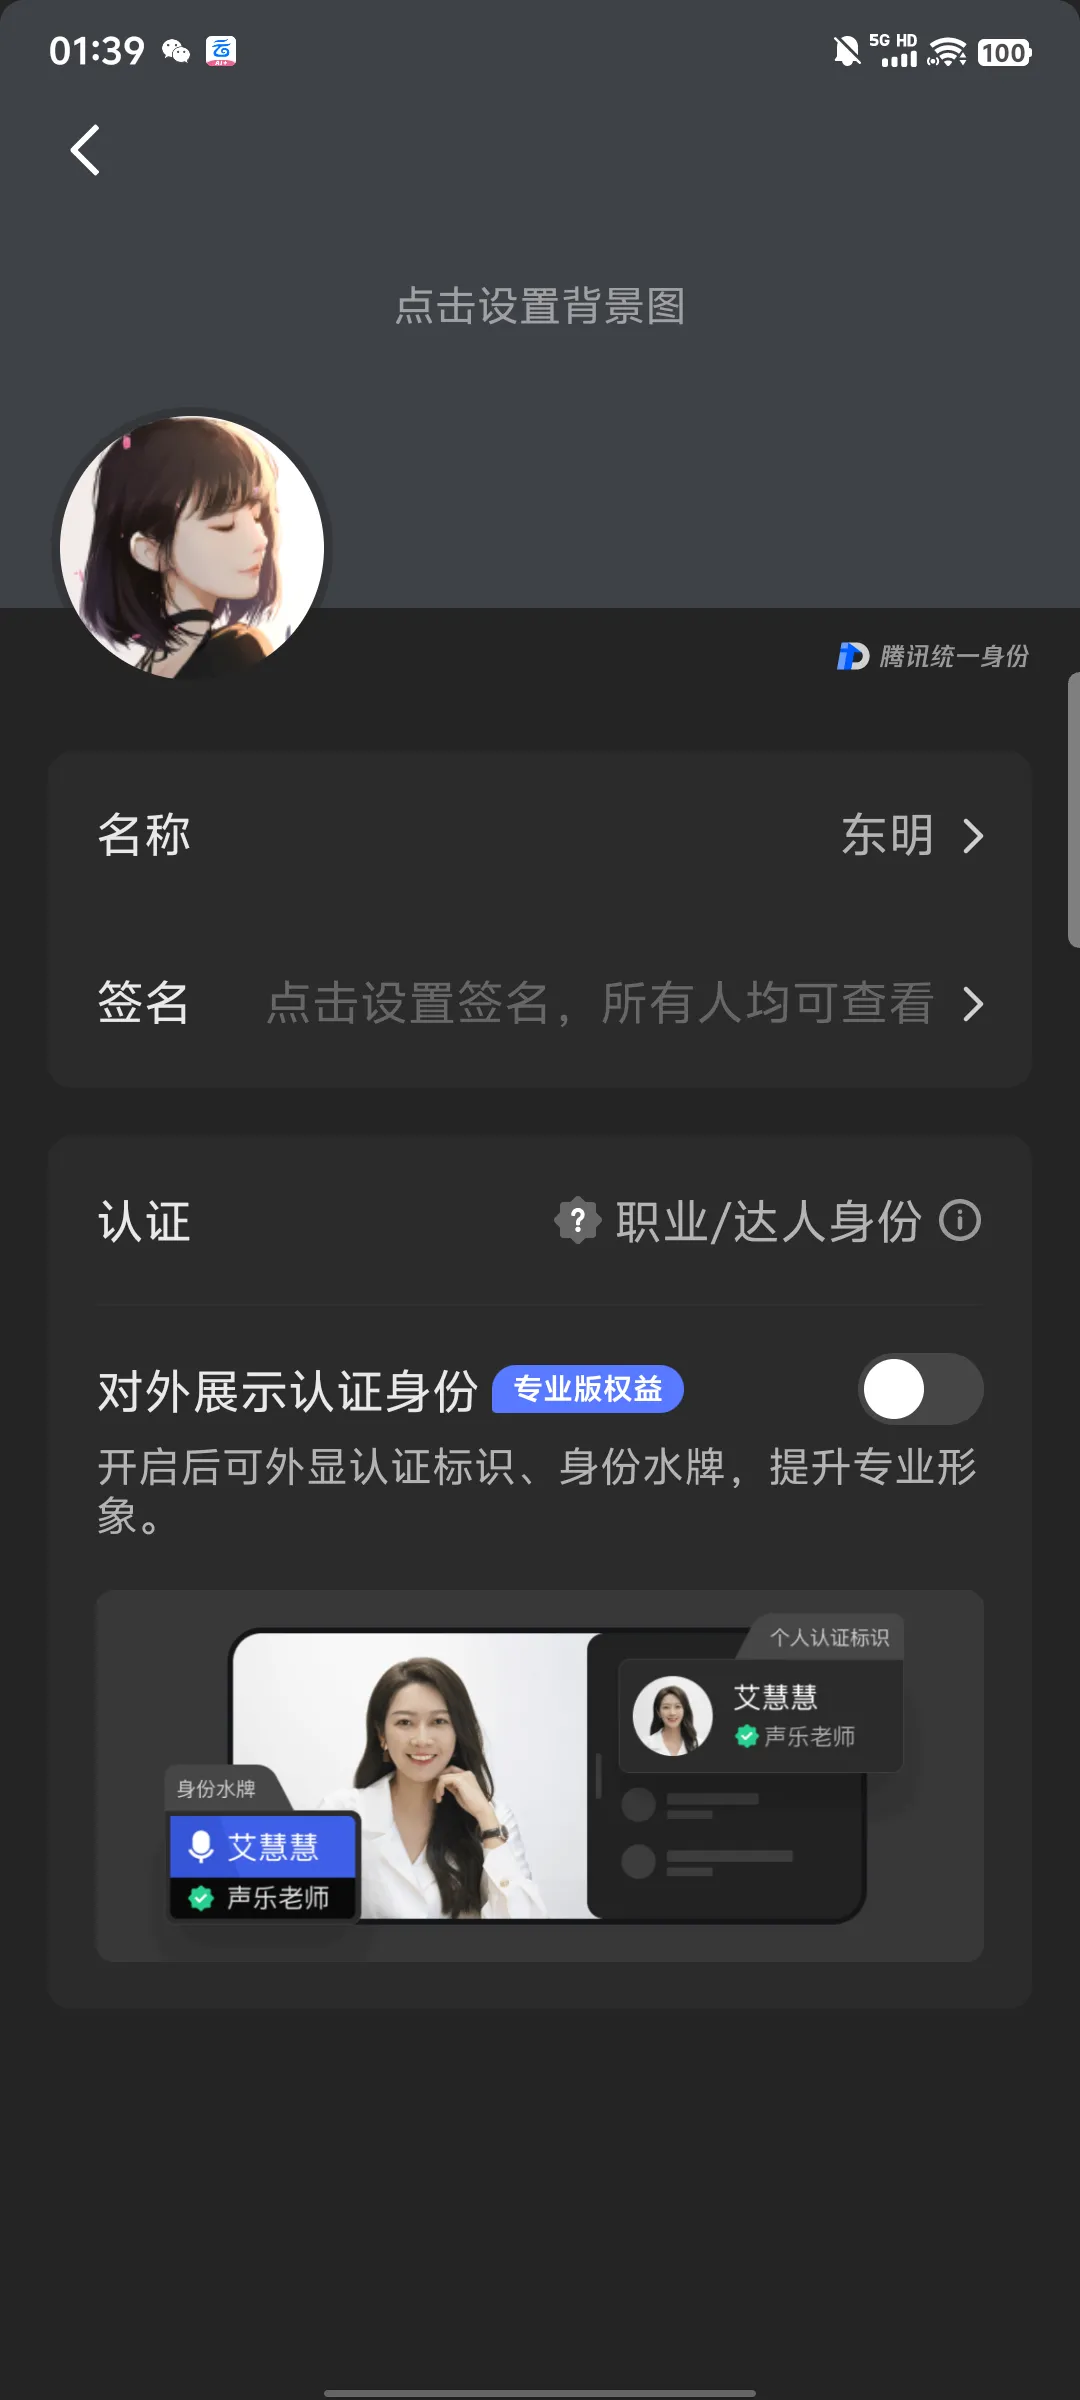 01:39
5G HD
100
点击设置背景图
腾讯统一身份
名称
东明
签名
点击设置签名，所有人均可查看
认证
职业/达人身份
对外展示认证身份
专业版权益
开启后可外显认证标识、身份水牌，提升专业形
象。
个人认证标识
艾慧慧
声乐老师
身份水牌
艾慧慧
声乐老师